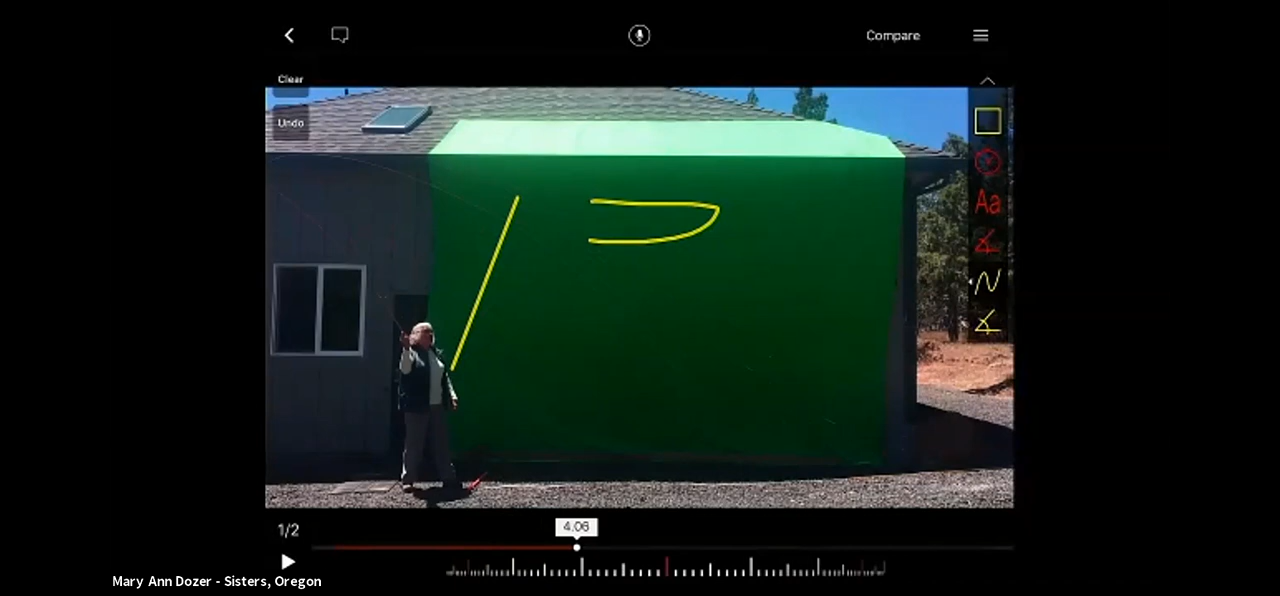 Compare
Clear
Undo
Aa
1/2
4.06
Mary Ann Dozer - Sisters, Oregon